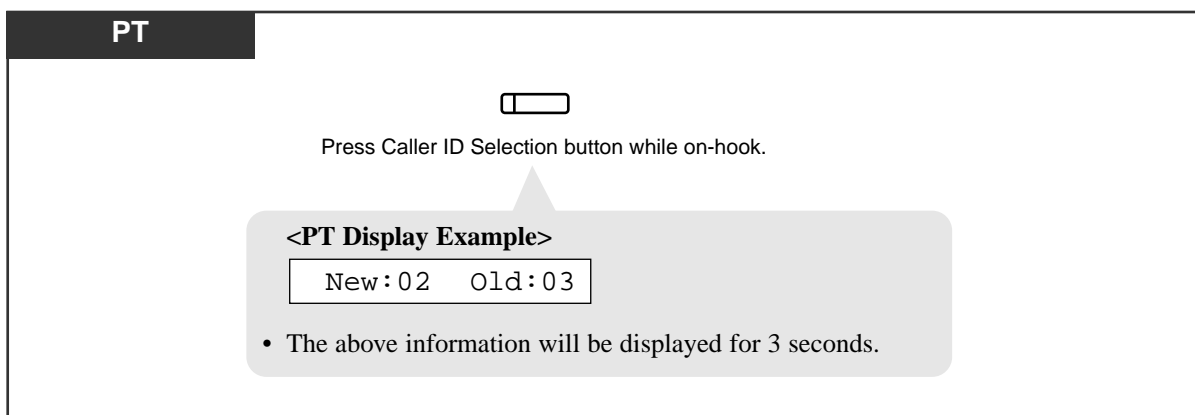 PT
Press Caller ID Selection button while on-hook.
<PT Display Example>
New:02 Old:03
• The above information will be displayed for 3 seconds.